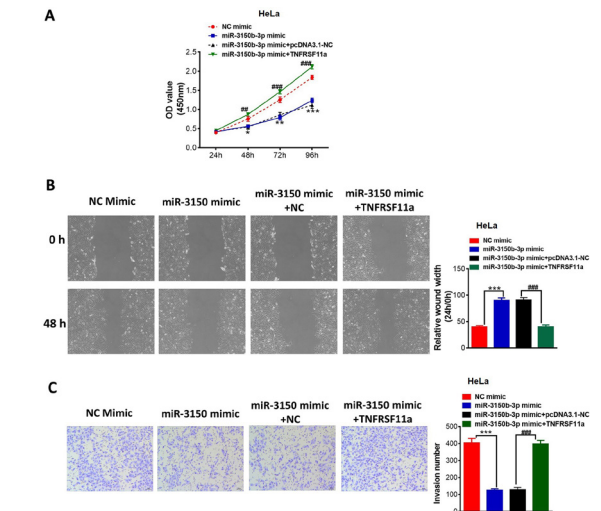 A
HeLa
NC mimic
miR-3150b-3p mimic
miR-3150b-3p mimic+pcDNA3.1-NC
miR-3150b-3p mimic+TNFRSF11a
OD value
(450nm)
2.5
2.0
1.5
1.0
0.5
0.0
##
###
###
*
**
***
24h
48h
72h
96h
B
NC Mimic
miR-3150 mimic
miR-3150 mimic
+NC
miR-3150 mimic
+TNFRSF11a
0 h
48 h
HeLa
NC mimic
miR-3150b-3p mimic
miR-3150b-3p mimic+pcDNA3.1-NC
miR-3150b-3p mimic+TNFRSF11a
Relative wound width
(24h/0h)
150
100
50
0
***
###
C
NC Mimic
miR-3150 mimic
miR-3150 mimic
+NC
miR-3150 mimic
+TNFRSF11a
HeLa
NC mimic
miR-3150b-3p mimic
miR-3150b-3p mimic+pcDNA3.1-NC
miR-3150b-3p mimic+TNFRSF11a
Invasion number
500
400
300
200
100
0
***
###